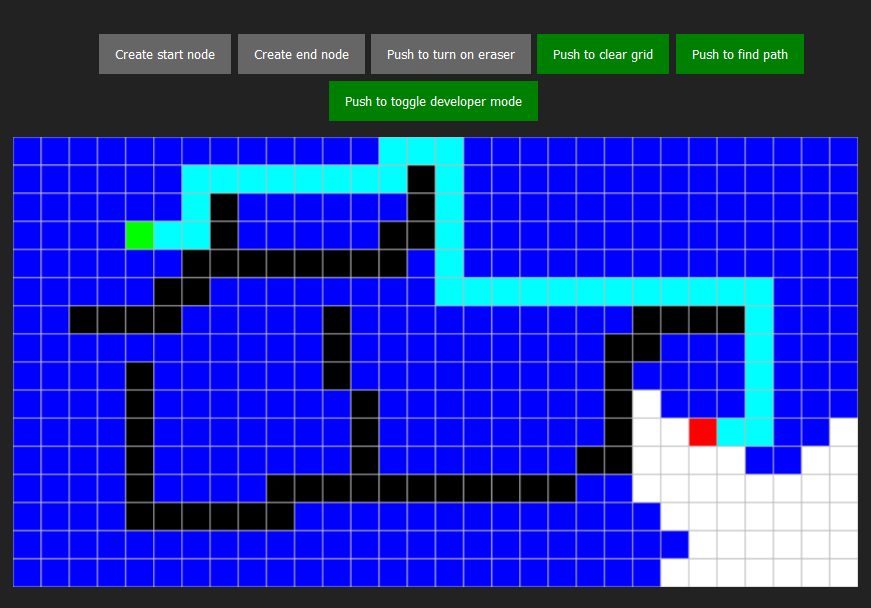 Create start node Create end node Push to turn on eraser Push to clear grid Push to find path
Push to toggle developer mode